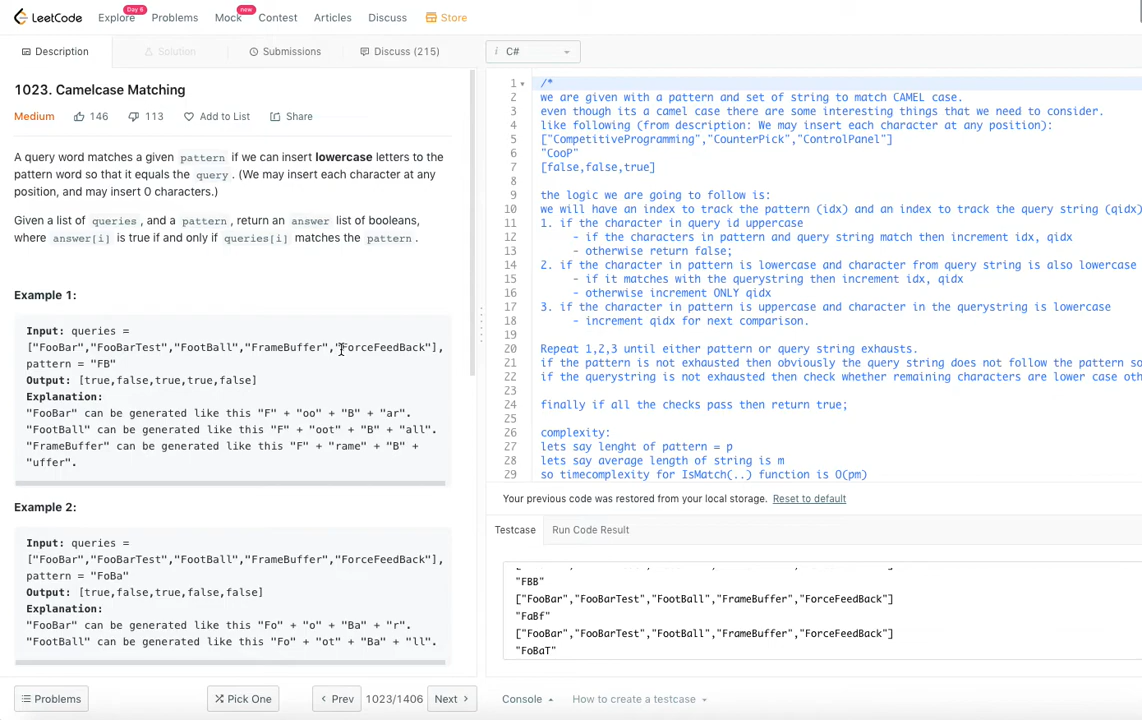 LeetCode
Explore
Day 6
Problems
Mock
new
Contest
Articles
Discuss
Store
Description
Solution
Submissions
Discuss (215)
i C#
1023. Camelcase Matching
Medium 146 113 Add to List Share
A query word matches a given pattern if we can insert lowercase letters to the
pattern word so that it equals the query. (We may insert each character at any
position, and may insert 0 characters.)
Given a list of queries, and a pattern, return an answer list of booleans,
where answer[i] is true if and only if queries[i] matches the pattern.
Example 1:
Input: queries =
["FooBar","FooBarTest","FootBall","FrameBuffer","ForceFeedBack"],
pattern = "FB"
Output: [true,false,true,true,false]
Explanation:
"FooBar" can be generated like this "F" + "oo" + "B" + "ar".
"FootBall" can be generated like this "F" + "oot" + "B" + "all".
"FrameBuffer" can be generated like this "F" + "rame" + "B" +
"uffer".
Example 2:
Input: queries =
["FooBar","FooBarTest","FootBall","FrameBuffer","ForceFeedBack"],
pattern = "FoBa"
Output: [true,false,true,false,false]
Explanation:
"FooBar" can be generated like this "Fo" + "o" + "Ba" + "r".
"FootBall" can be generated like this "Fo" + "ot" + "Ba" + "ll".
1 /*
2 we are given with a pattern and set of string to match CAMEL case.
3 even though its a camel case there are some interesting things that we need to consider.
4 like following (from description: We may insert each character at any position):
5 ["CompetitiveProgramming","CounterPick","ControlPanel"]
6 "CooP"
7 [false,false,true]
8
9 the logic we are going to follow is:
10 we will have an index to track the pattern (idx) and an index to track the query string (qidx)
11 1. if the character in query id uppercase
12 - if the characters in pattern and query string match then increment idx, qidx
13 - otherwise return false;
14 2. if the character in pattern is lowercase and character from query string is also lowercase
15 - if it matches with the querystring then increment idx, qidx
16 - otherwise increment ONLY qidx
17 3. if the character in pattern is uppercase and character in the querystring is lowercase
18 - increment qidx for next comparison.
19
20 Repeat 1,2,3 until either pattern or query string exhausts.
21 if the pattern is not exhausted then obviously the query string does not follow the pattern so
22 if the querystring is not exhausted then check whether remaining characters are lower case oth
23
24 finally if all the checks pass then return true;
25
26 complexity:
27 lets say lenght of pattern = p
28 lets say average length of string is m
29 so timecomplexity for IsMatch(..) function is O(pm)
Your previous code was restored from your local storage. Reset to default
Testcase Run Code Result
"FBB"
["FooBar","FooBarTest","FootBall","FrameBuffer","ForceFeedBack"]
"FaBf"
["FooBar","FooBarTest","FootBall","FrameBuffer","ForceFeedBack"]
"FoBaT"
Problems Pick One Prev 1023/1406 Next Console How to create a testcase